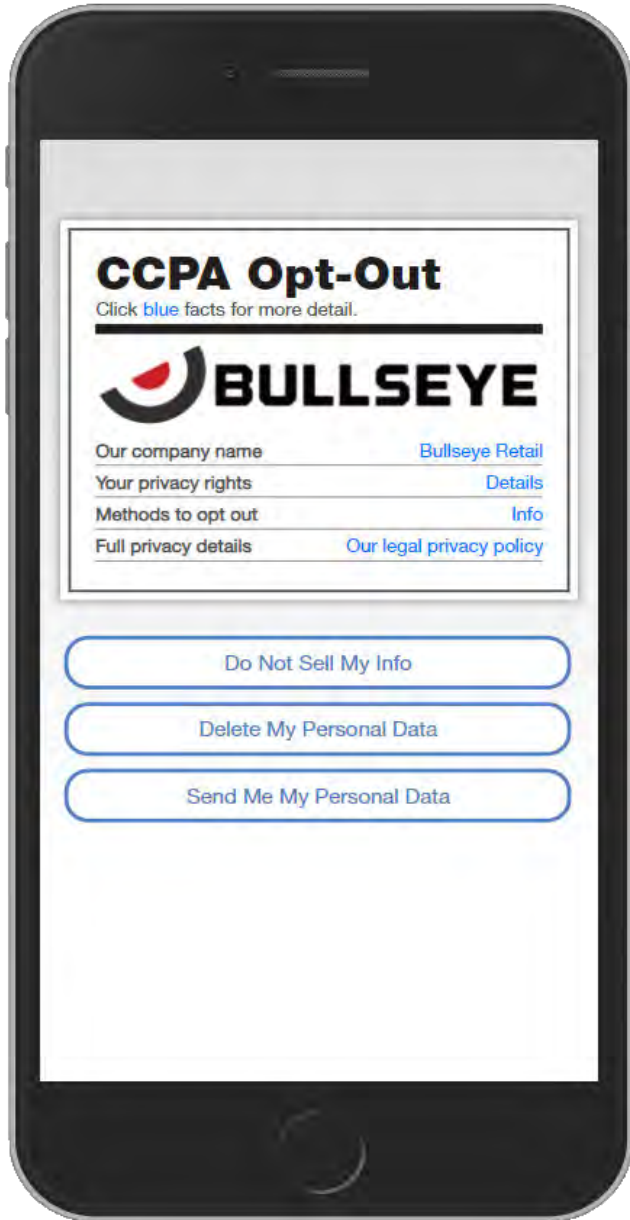 CCPA Opt-Out
Click blue facts for more detail.
BULLSEYE
Our company name Bullseye Retail
Your privacy rights Details
Methods to opt out Info
Full privacy details Our legal privacy policy
Do Not Sell My Info
Delete My Personal Data
Send Me My Personal Data